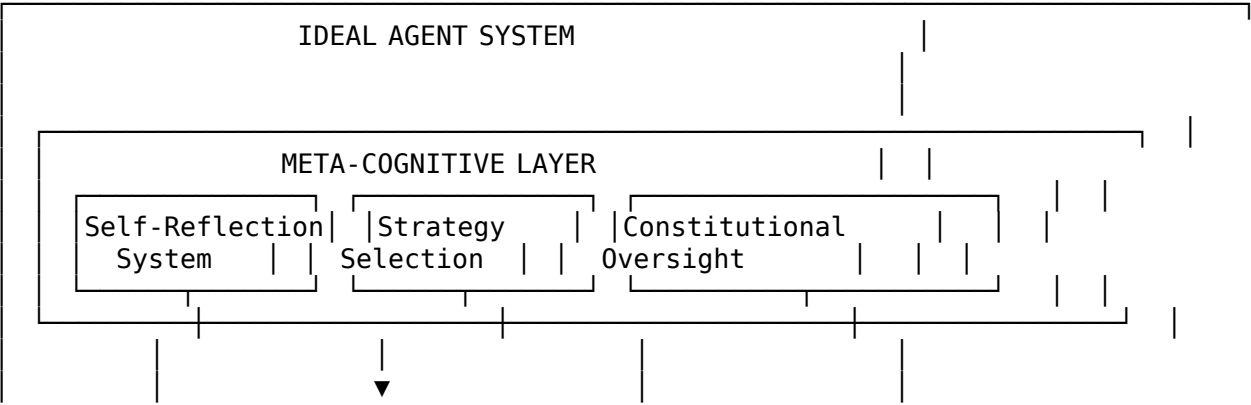 IDEAL AGENT SYSTEM
META-COGNITIVE LAYER
Self-Reflection Strategy Constitutional
System Selection Oversight